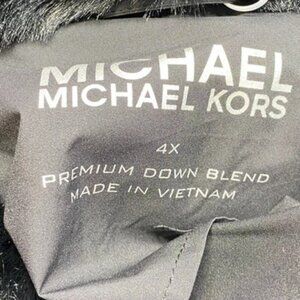 MICHAEL
MICHAEL KORS
4X
PREMIUM DOWN BLEND
MADE IN VIETNAM